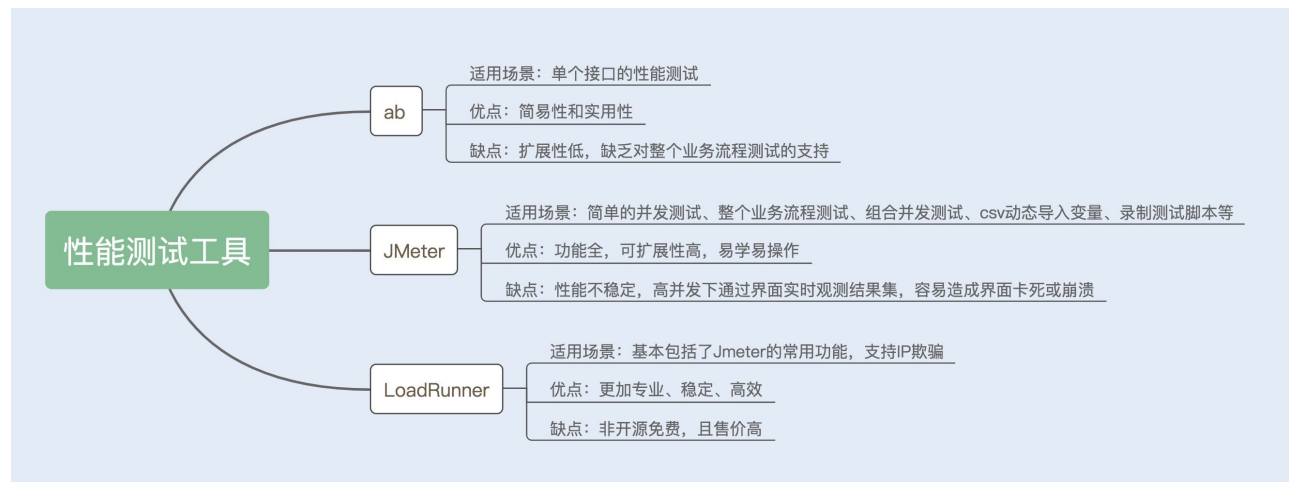 性能测试工具
ab
适用场景：单个接口的性能测试
优点：简易性和实用性
缺点：扩展性低，缺乏对整个业务流程测试的支持
JMeter
适用场景：简单的并发测试、整个业务流程测试、组合并发测试、csv动态导入变量、录制测试脚本等
优点：功能全，可扩展性高，易学易操作
缺点：性能不稳定，高并发下通过界面实时观测结果集，容易造成界面卡死或崩溃
LoadRunner
适用场景：基本包括了Jmeter的常用功能，支持IP欺骗
优点：更加专业、稳定、高效
缺点：非开源免费，且售价高